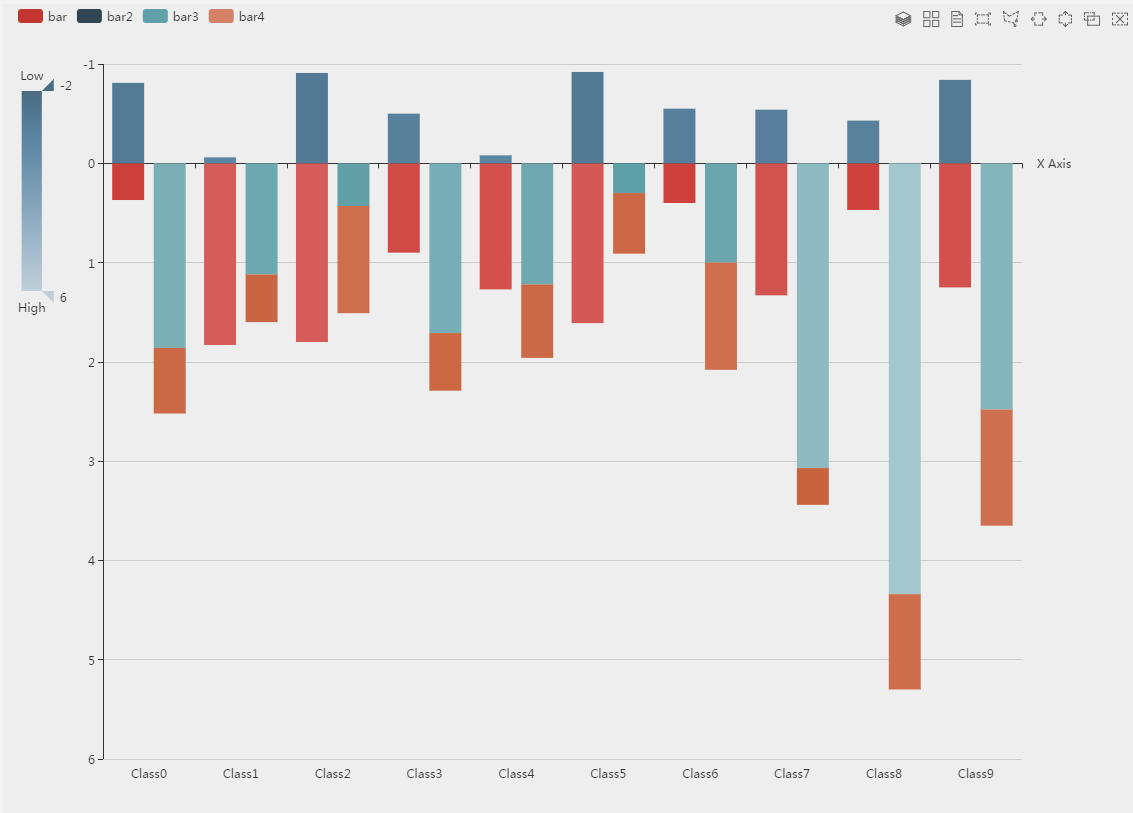 bar bar2 bar3 bar4
Low
-2
6
High
-1
0
1
2
3
4
5
6
X Axis
Class0 Class1 Class2 Class3 Class4 Class5 Class6 Class7 Class8 Class9